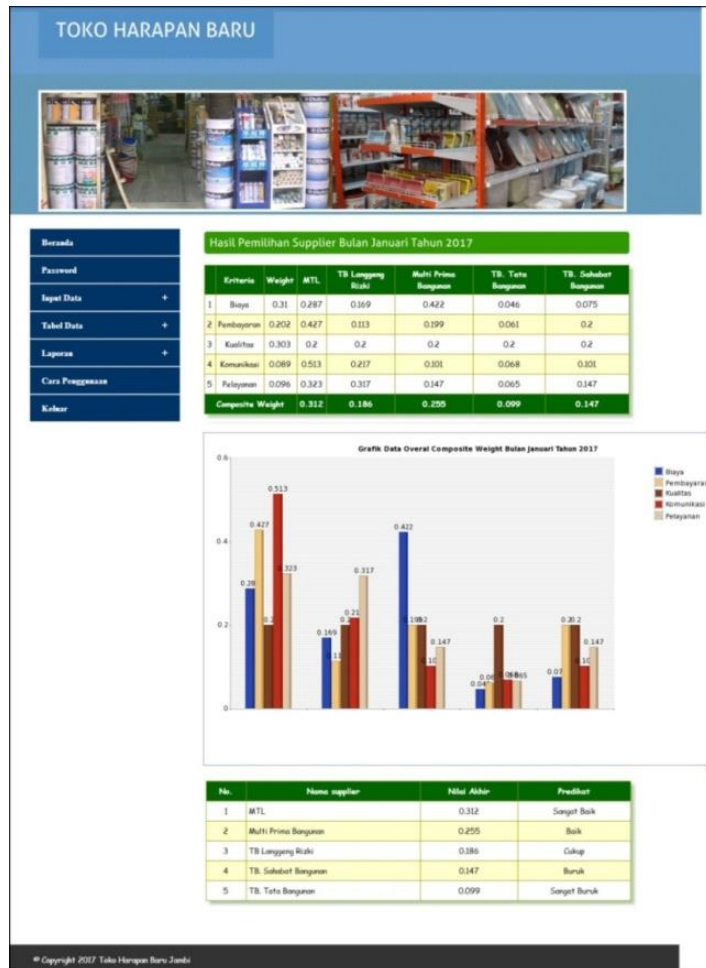 TOKO HARAPAN BARU
Beranda
Password
Input Data +
Tabel Data +
Laporan +
Cara Penggunaan
Keluar
Hasil Pemilihan Supplier Bulan Januari Tahun 2017
Kriteria Weight MTL TB Langgeng Rizki Multi Prima Bangunan TB. Tata Bangunan TB. Sahabat Bangunan
1 Biaya 0.31 0.287 0.169 0.422 0.046 0.075
2 Pembayaran 0.202 0.427 0.113 0.199 0.061 0.2
3 Kualitas 0.303 0.2 0.2 0.2 0.2 0.2
4 Komunikasi 0.089 0.513 0.217 0.101 0.068 0.101
5 Pelayanan 0.096 0.323 0.317 0.147 0.065 0.147
Composite Weight 0.312 0.186 0.255 0.099 0.147
Grafik Data Overal Composite Weight Bulan Januari Tahun 2017
0.6
0.4
0.2
0
0.427
0.513
0.323
0.169
0.317
0.422
0.147
0.2
0.147
Biaya
Pembayaran
Kualitas
Komunikasi
Pelayanan
No. Nama supplier Nilai Akhir Predikat
1 MTL 0.312 Sangat Baik
2 Multi Prima Bangunan 0.255 Baik
3 TB Langgeng Rizki 0.186 Cukup
4 TB. Sahabat Bangunan 0.147 Buruk
5 TB. Tata Bangunan 0.099 Sangat Buruk
© Copyright 2017 Toko Harapan Baru Jambi